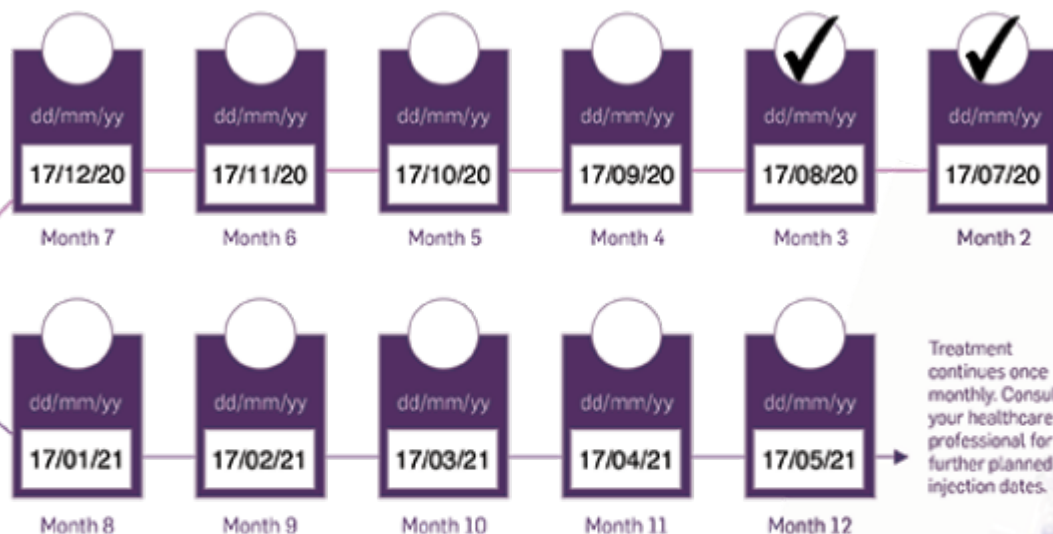 dd/mm/yy dd/mm/yy dd/mm/yy dd/mm/yy dd/mm/yy dd/mm/yy
17/12/20 17/11/20 17/10/20 17/09/20 17/08/20 17/07/20
Month 7 Month 6 Month 5 Month 4 Month 3 Month 2
dd/mm/yy dd/mm/yy dd/mm/yy dd/mm/yy dd/mm/yy
17/01/21 17/02/21 17/03/21 17/04/21 17/05/21
Month 8 Month 9 Month 10 Month 11 Month 12
Treatment
continues once
monthly. Consul
your healthcare
professional for
further planned
injection dates.